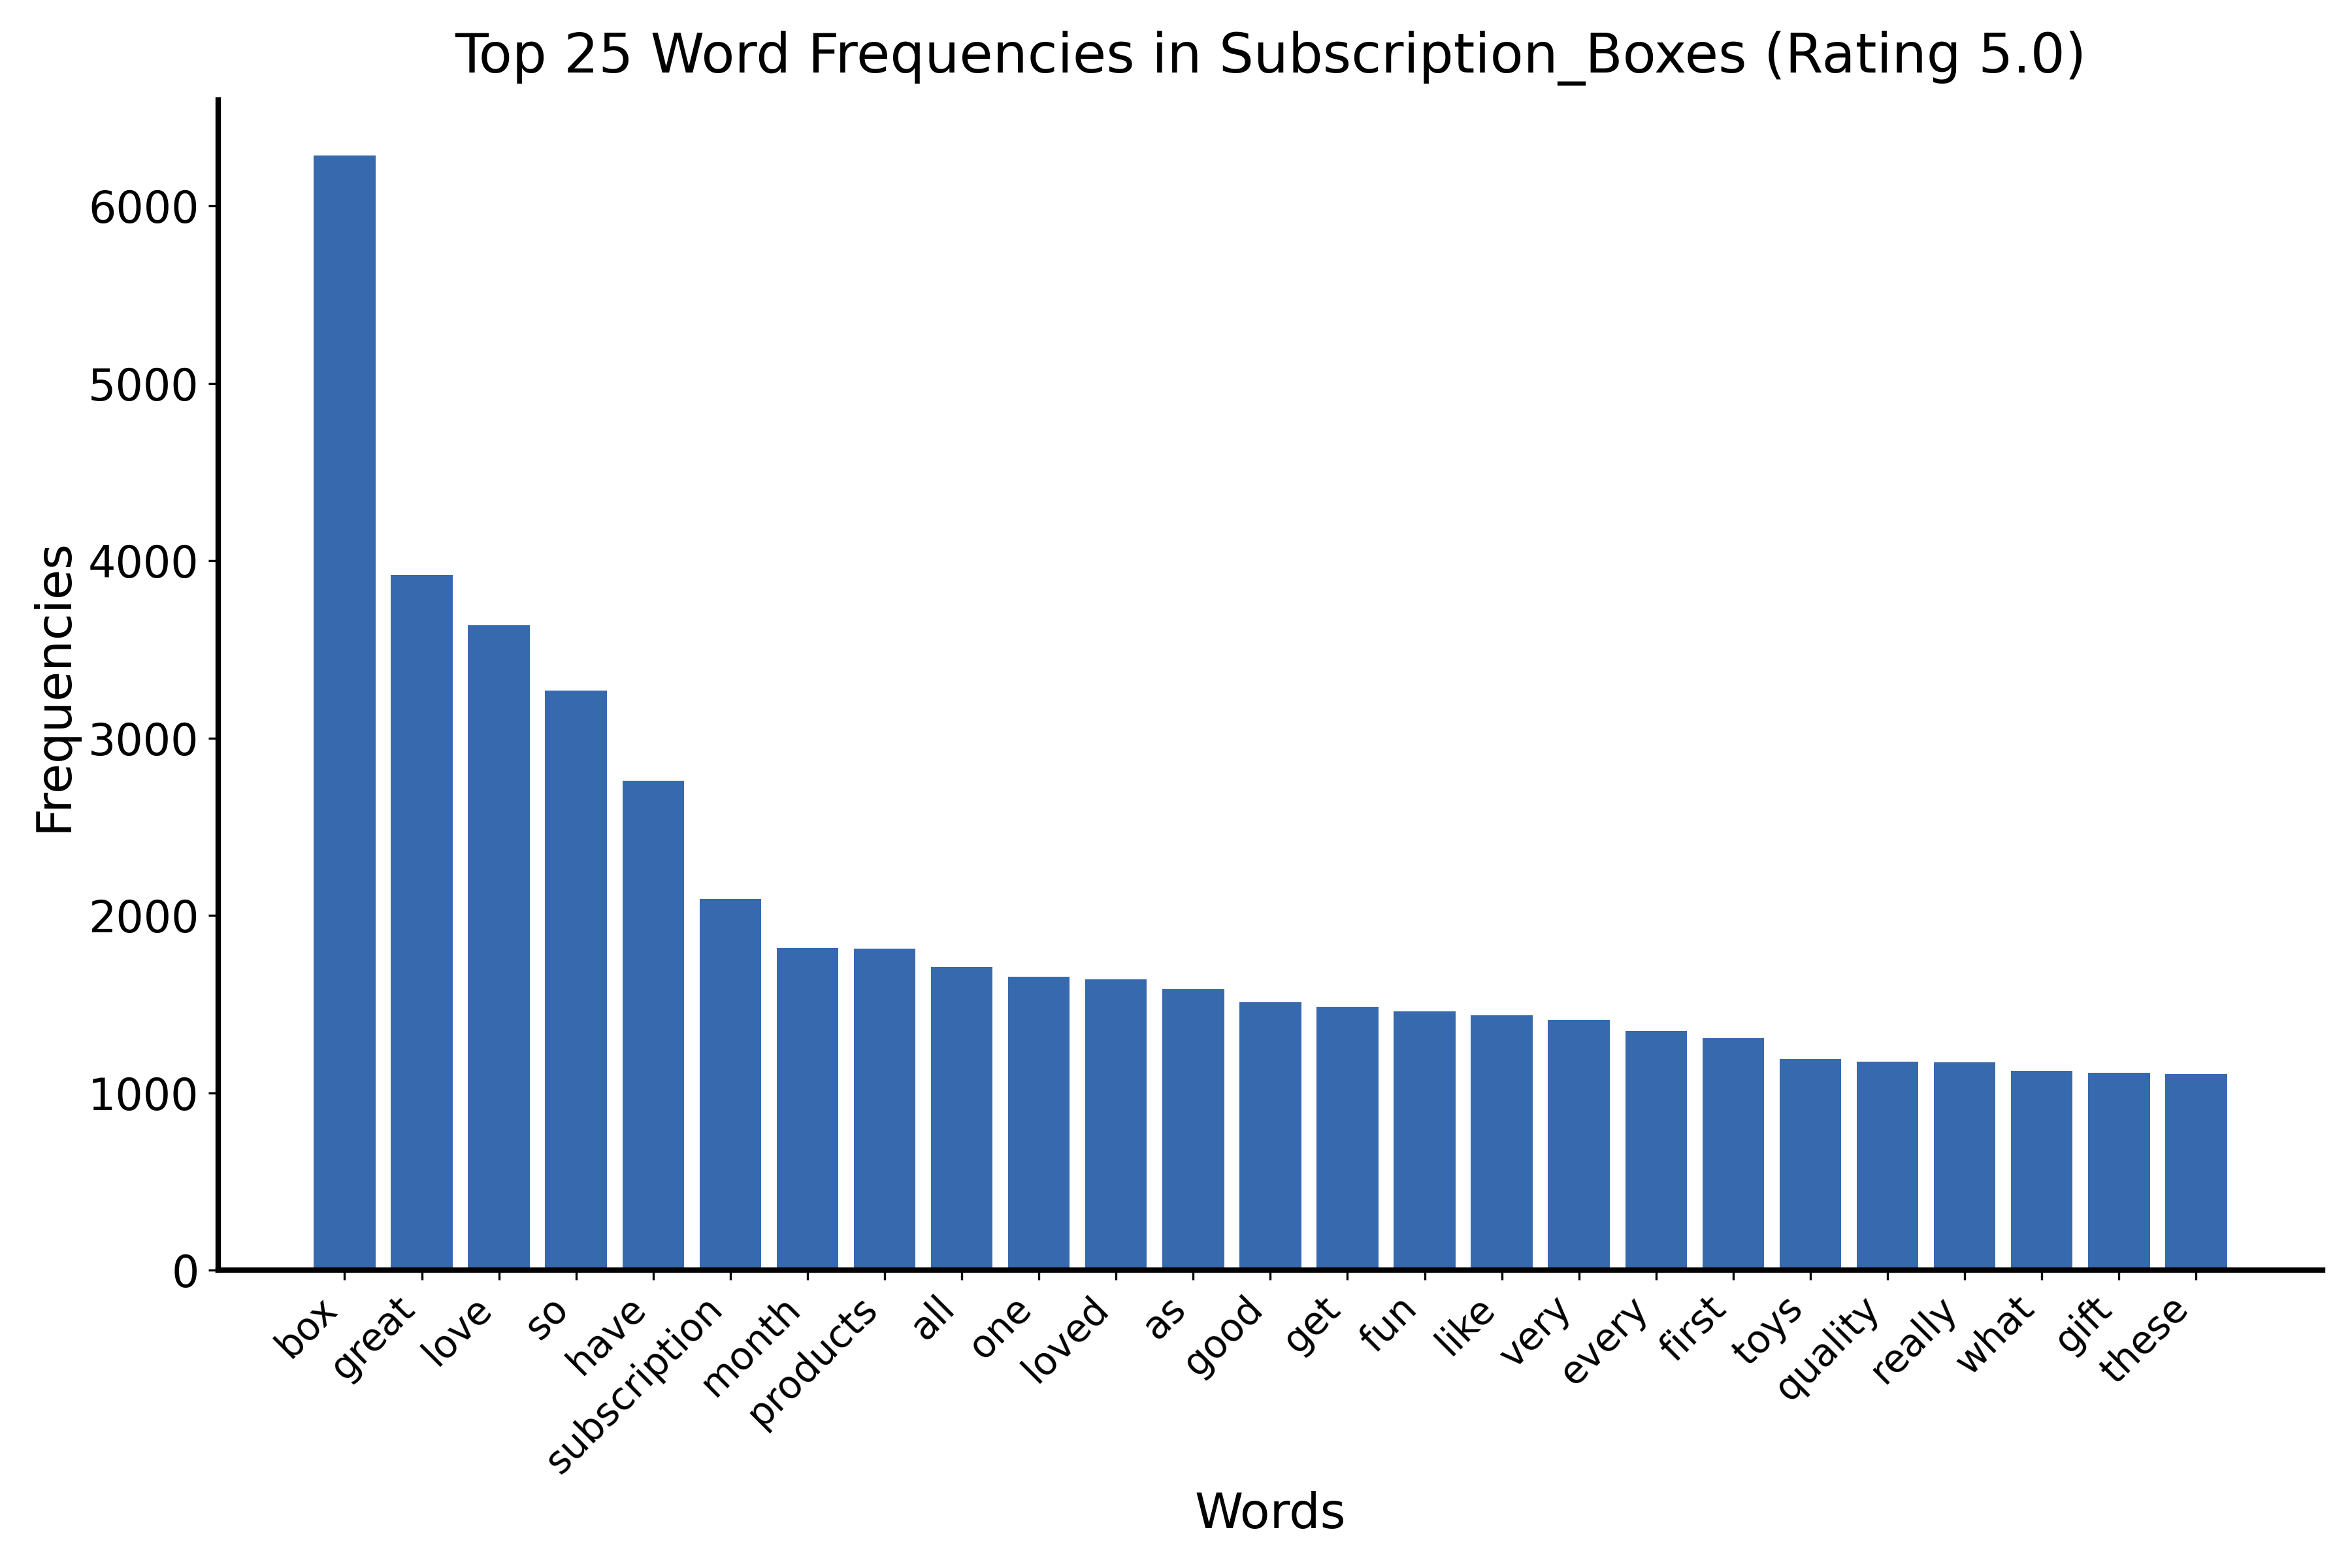 Top 25 Word Frequencies in Subscription_Boxes (Rating 5.0)
Frequencies
6000
5000
4000
3000
2000
1000
0
box
great
love
so
have
subscription
month
products
all
one
loved
as
good
get
fun
like
very
every
first
toys
quality
really
what
gift
these
Words